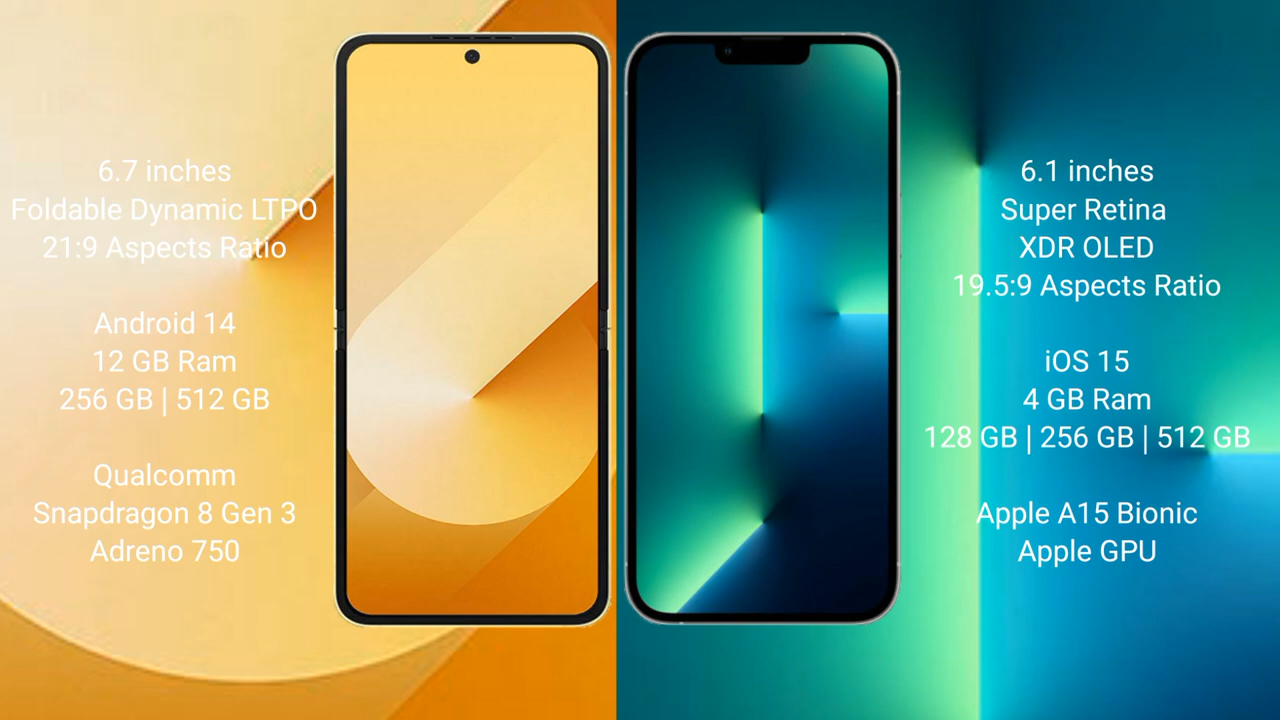 6.7 inches
Foldable Dynamic LTPO
21:9 Aspects Ratio
Android 14
12 GB Ram
256 GB | 512 GB
Qualcomm
Snapdragon 8 Gen 3
Adreno 750
6.1 inches
Super Retina
XDR OLED
19.5:9 Aspects Ratio
iOS 15
4 GB Ram
128 GB | 256 GB | 512 GB
Apple A15 Bionic
Apple GPU